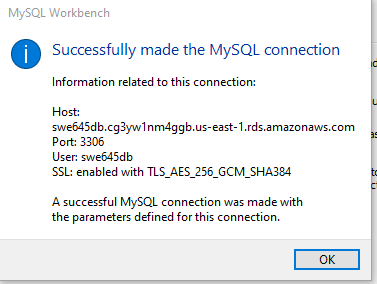 MySQL Workbench
Successfully made the MySQL connection
Information related to this connection:
Host:
swe645db.cg3yw1nm4ggb.us-east-1.rds.amazonaws.com
Port: 3306
User: swe645db
SSL: enabled with TLS_AES_256_GCM_SHA384
A successful MySQL connection was made with
the parameters defined for this connection.
OK